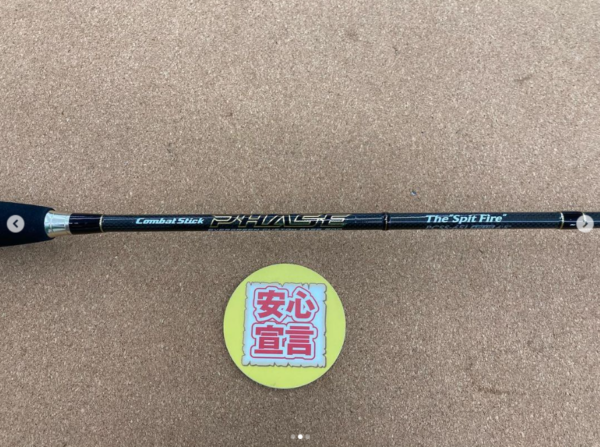 Combat Stick
PHASE
The "Spit Fire"
安心
宣言